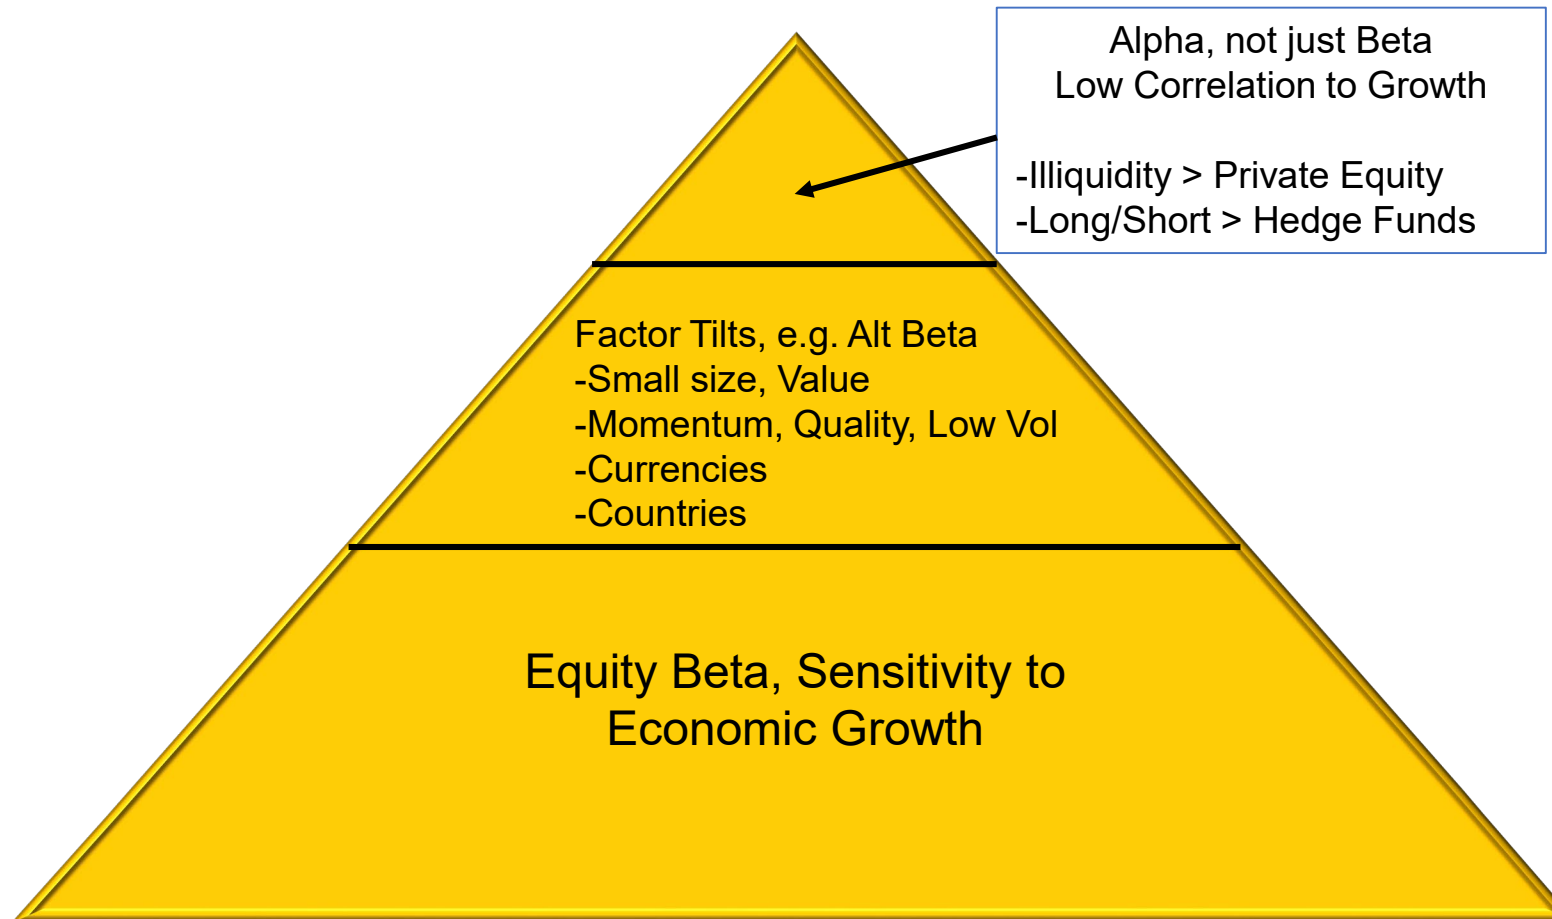 Alpha, not just Beta
Low Correlation to Growth
-Illiquidity > Private Equity
-Long/Short > Hedge Funds
Factor Tilts, e.g. Alt Beta
-Small size, Value
-Momentum, Quality, Low Vol
-Currencies
-Countries
Equity Beta, Sensitivity to
Economic Growth